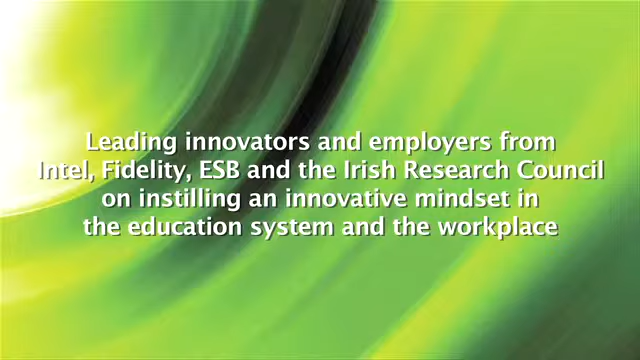 Leading innovators and employers from
Intel, Fidelity, ESB and the Irish Research Council
on instilling an innovative mindset in
the education system and the workplace